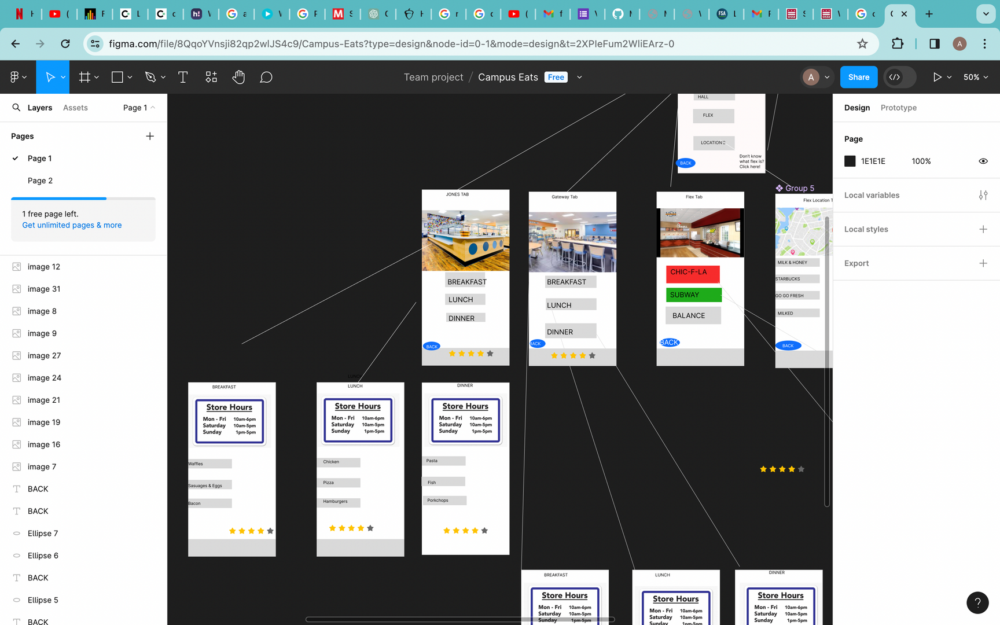 figma.com/file/8QqoYVnsji82qp2wlJS4c9/Campus-Eats?type=design&node-id=0-1&mode=design&t=2XPIeFum2WIiEArz-0
A
Team project / Campus Eats Free
A
Share
50%
Layers
Assets
Page 1
Pages
Page 1
Page 2
1 free page left.
Get unlimited pages & more
image 12
image 31
image 8
image 9
image 27
image 24
image 21
image 19
image 16
image 7
BACK
BACK
Ellipse 7
Ellipse 6
BACK
Ellipse 5
BACK
HALL
FLEX
LOCATIONS
Don't know
what flex is?
Click here!
BACK
JONES TAB
BREAKFAST
LUNCH
DINNER
BACK
Gateway Tab
BREAKFAST
LUNCH
DINNER
BACK
Flex Tab
VSU
CHIC-F-LA
SUBWAY
BALANCE
BACK
Group 5
Flex Location T
MILK & HONEY
STARBUCKS
GO GO FRESH
MILKED
BACK
BREAKFAST
Store Hours
Mon - Fri 10am-6pm
Saturday 10am-5pm
Sunday 1pm-5pm
Waffles
Sasuages & Eggs
Bacon
LUNCH
LUNCH
Store Hours
Mon - Fri 10am-6pm
Saturday 10am-5pm
Sunday 1pm-5pm
Chicken
Pizza
Hamburgers
DINNER
Store Hours
Mon - Fri 10am-6pm
Saturday 10am-5pm
Sunday 1pm-5pm
Pasta
Fish
Porkchops
BREAKFAST
Store Hours
Mon - Fri 10am-6pm
Saturday 10am-5pm
Sunday 1pm-5pm
LUNCH
Store Hours
Mon - Fri 10am-6pm
Saturday 10am-5pm
DINNER
Store Hours
Mon - Fri 10am-6pm
Saturday 10am-5pm
Sunday 1pm-5pm
Design
Prototype
Page
1E1E1E 100%
Local variables
Local styles
Export
?